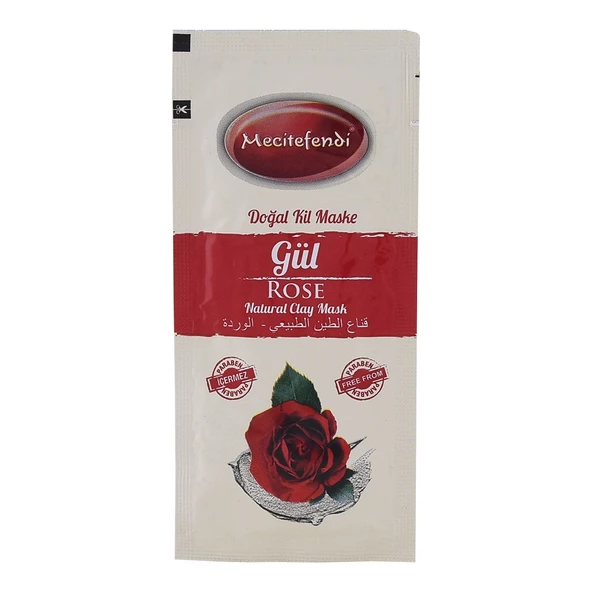 Mecitefendi®
Doğal Kil Maske
Gül
ROSE
Natural Clay Mask
قناع الطين الطبيعي - الوردة
PARABEN
İÇERMEZ
PARABEN
PARABEN
FREE FROM
PARABEN